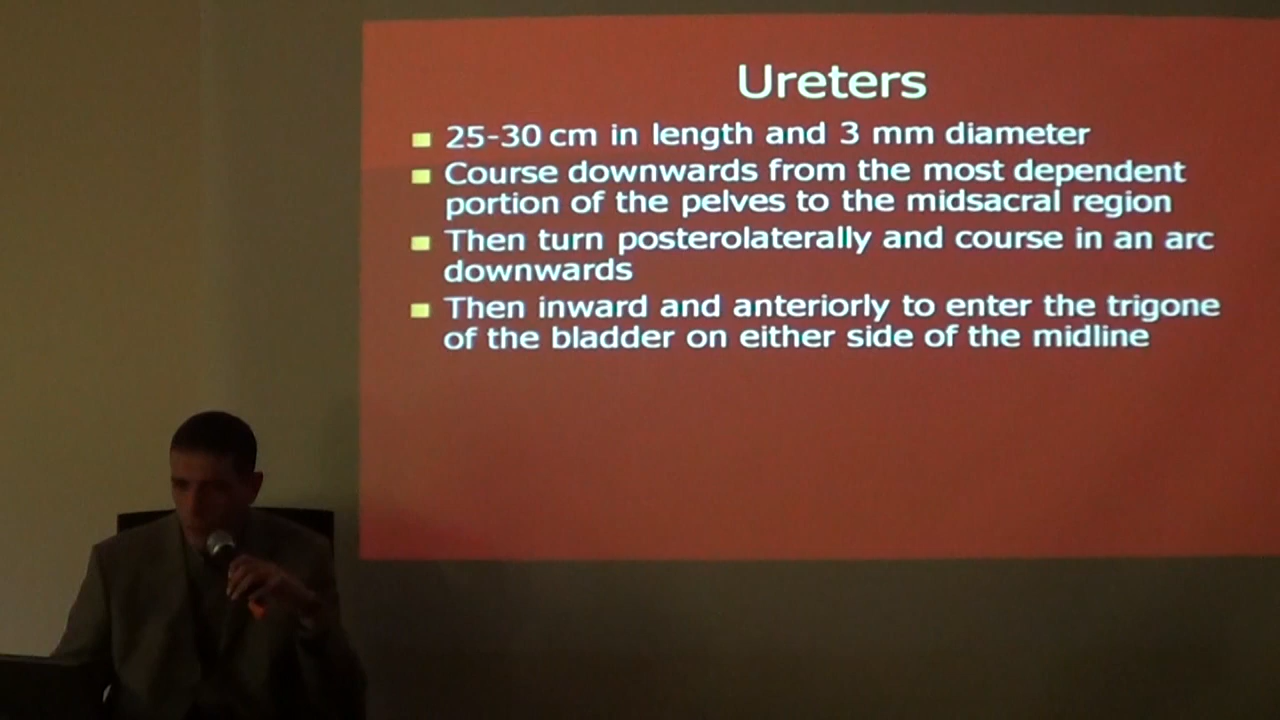 Ureters
25-30 cm in length and 3 mm diameter
Course downwards from the most dependent
portion of the pelves to the midsacral region
Then turn posterolaterally and course in an arc
downwards
Then inward and anteriorly to enter the trigone
of the bladder on either side of the midline